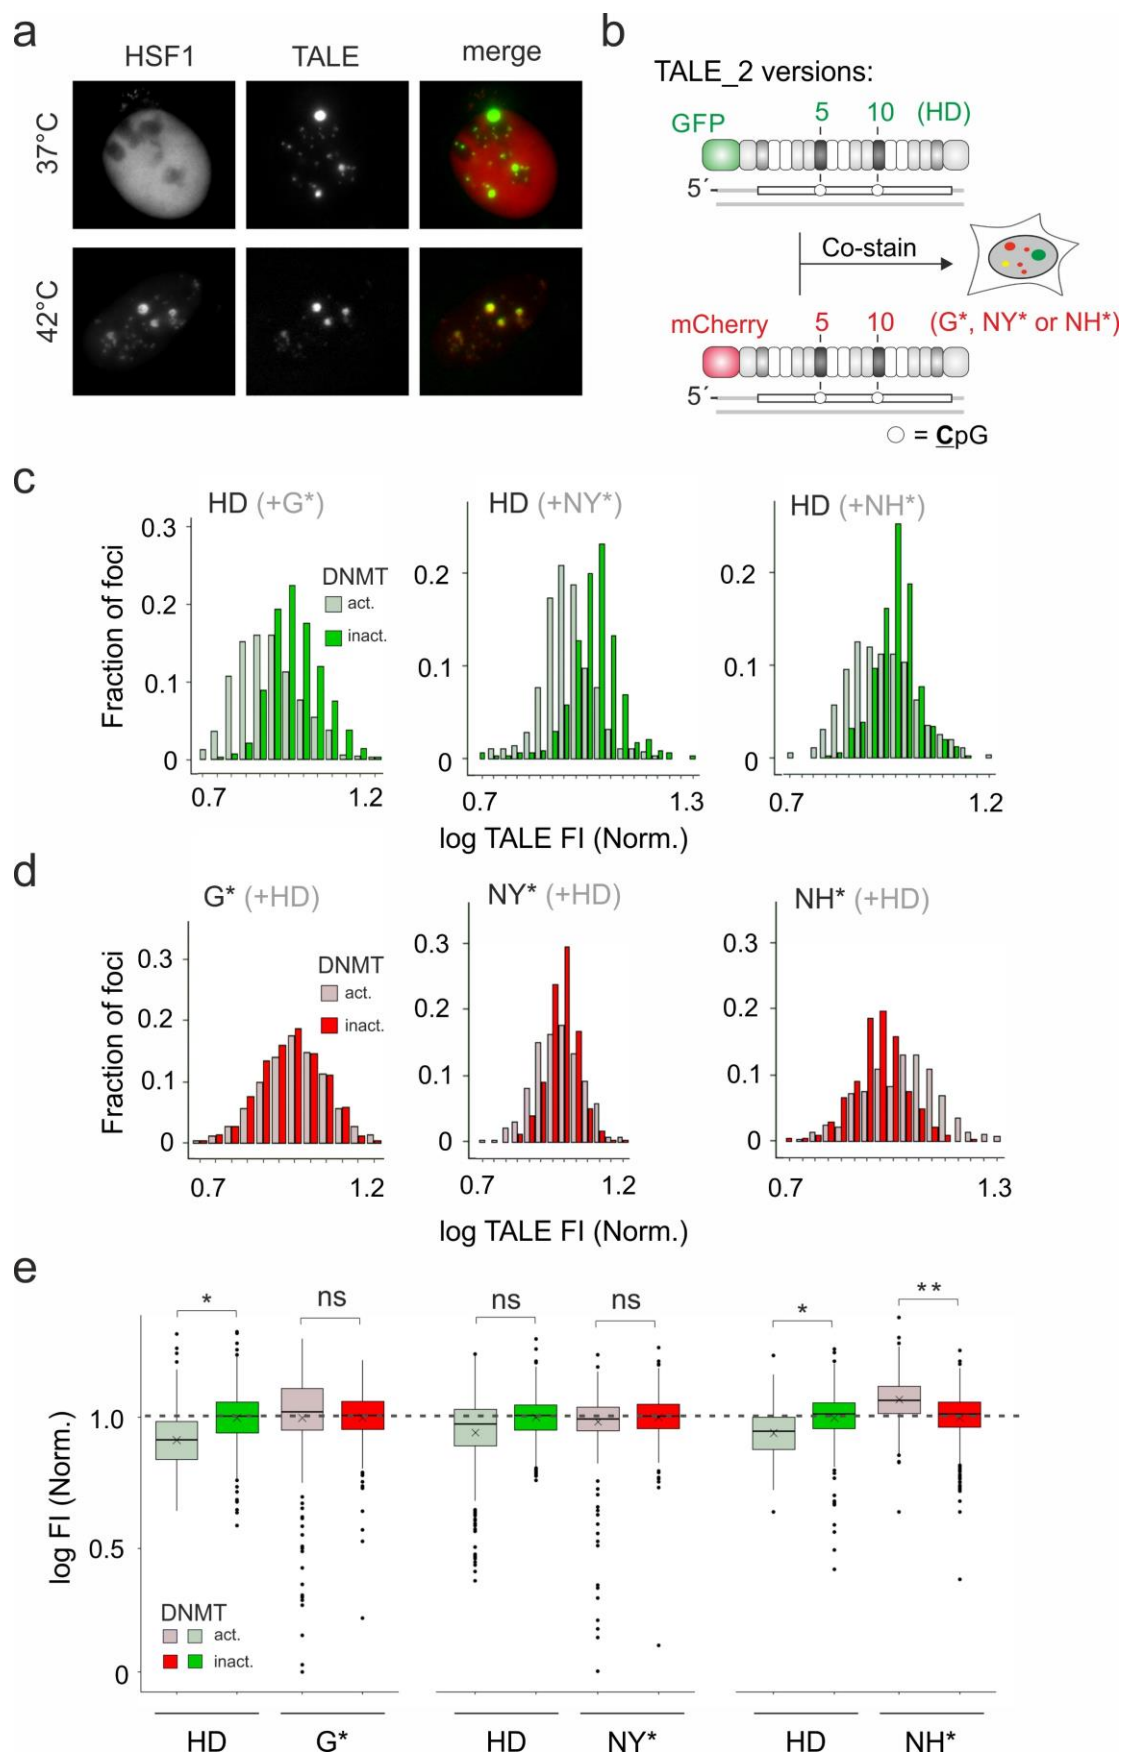 a
HSF1 TALE merge
37°C
42°C
b
TALE_2 versions:
GFP 5 10 (HD)
5´
Co-stain
mCherry 5 10 (G*, NY* or NH*)
5´
○ = CpG
c
HD (+G*) HD (+NY*) HD (+NH*)
Fraction of foci
0.3
0.2
0.1
0
DNMT
act.
inact.
0.7 1.2
0.2
0.1
0
0.7 1.3
0.2
0.1
0
0.7 1.2
log TALE FI (Norm.)
d
G* (+HD) NY* (+HD) NH* (+HD)
Fraction of foci
0.3
0.2
0.1
0
DNMT
act.
inact.
0.7 1.2
0.3
0.2
0.1
0
0.7 1.2
0.3
0.2
0.1
0
0.7 1.3
log TALE FI (Norm.)
e
* ns ns ns * **
log FI (Norm.)
1.0
0.5
0
DNMT
act.
inact.
HD G* HD NY* HD NH*